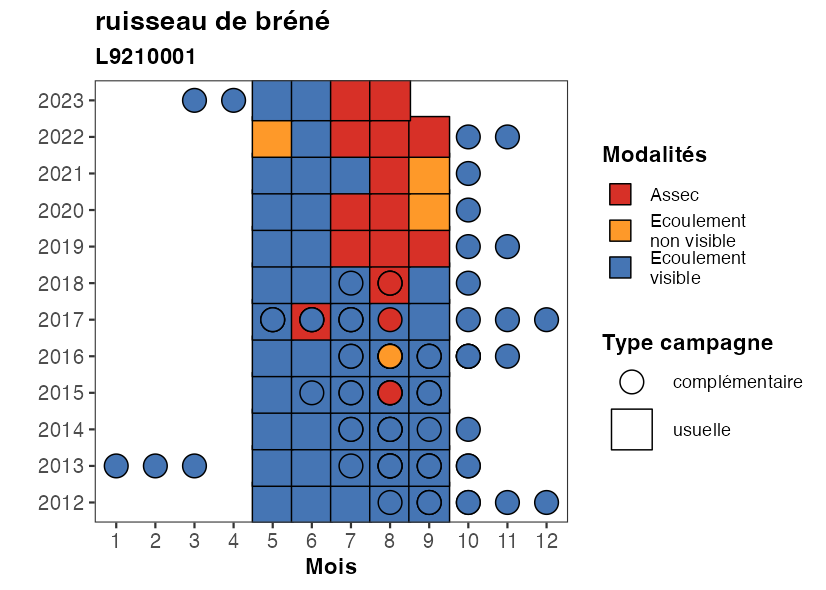 ruisseau de bréné
L9210001
2023
2022
2021
2020
2019
2018
2017
2016
2015
2014
2013
2012
1 2 3 4 5 6 7 8 9 10 11 12
Mois
Modalités
Assec
Ecoulement
non visible
Ecoulement
visible
Type campagne
complémentaire
usuelle